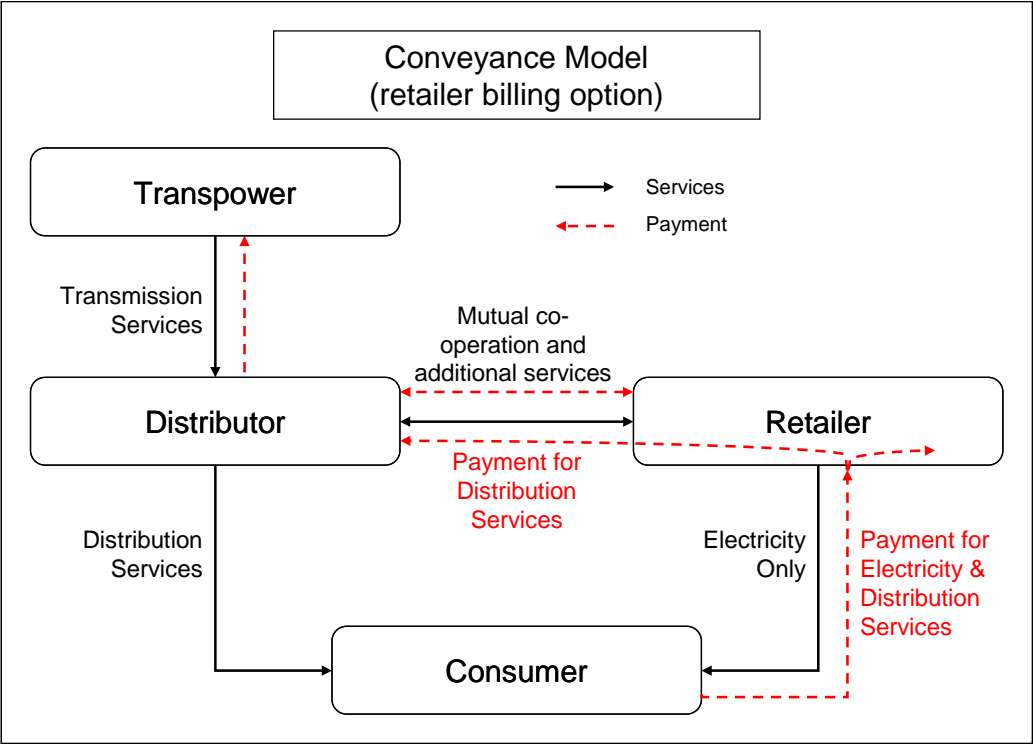 Conveyance Model
(retailer billing option)
Transpower
Services
Payment
Transmission
Services
Mutual co-
operation and
additional services
Distributor
Retailer
Payment for
Distribution
Services
Distribution
Services
Electricity
Only
Payment for
Electricity &
Distribution
Services
Consumer